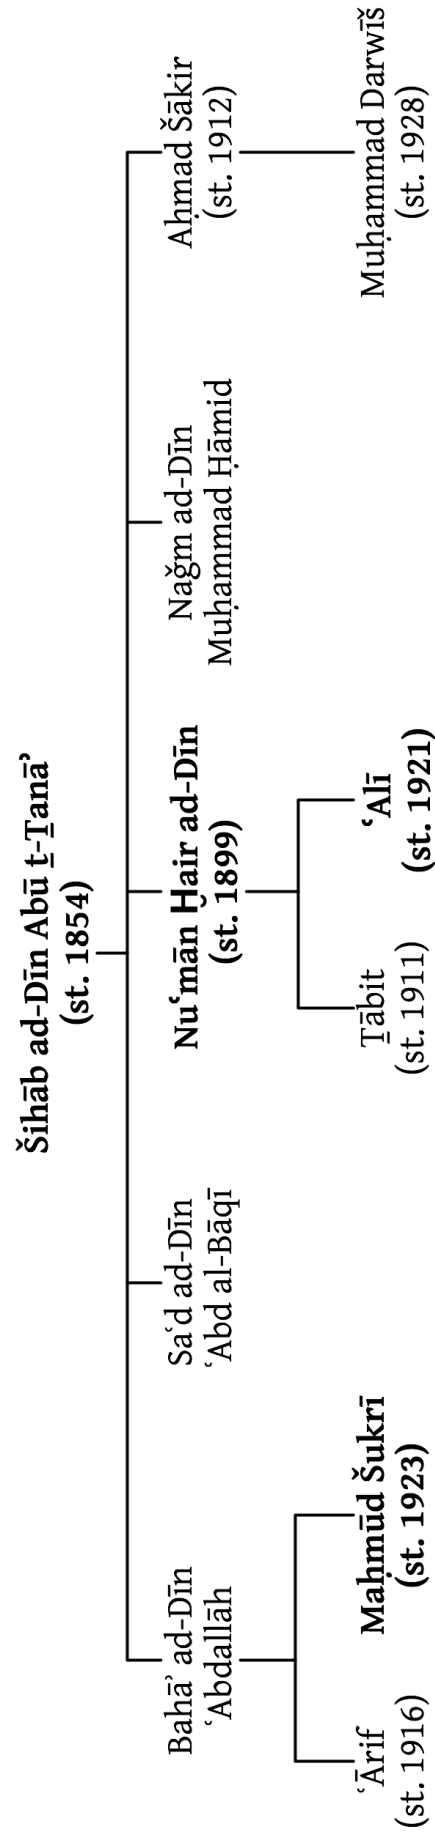 Šihāb ad-Dīn Abū ṯ-Ṯanāʾ
(st. 1854)
Bahāʾ ad-Dīn
ʿAbdallāh
Saʿd ad-Dīn
ʿAbd al-Bāqī
Nuʿmān Ḫair ad-Dīn
(st. 1899)
Naǧm ad-Dīn
Muḥammad Ḥāmid
Aḥmad Šākir
(st. 1912)
ʿĀrif
(st. 1916)
Maḥmūd Šukrī
(st. 1923)
Ṯābit
(st. 1911)
ʿAlī
(st. 1921)
Muḥammad Darwīš
(st. 1928)